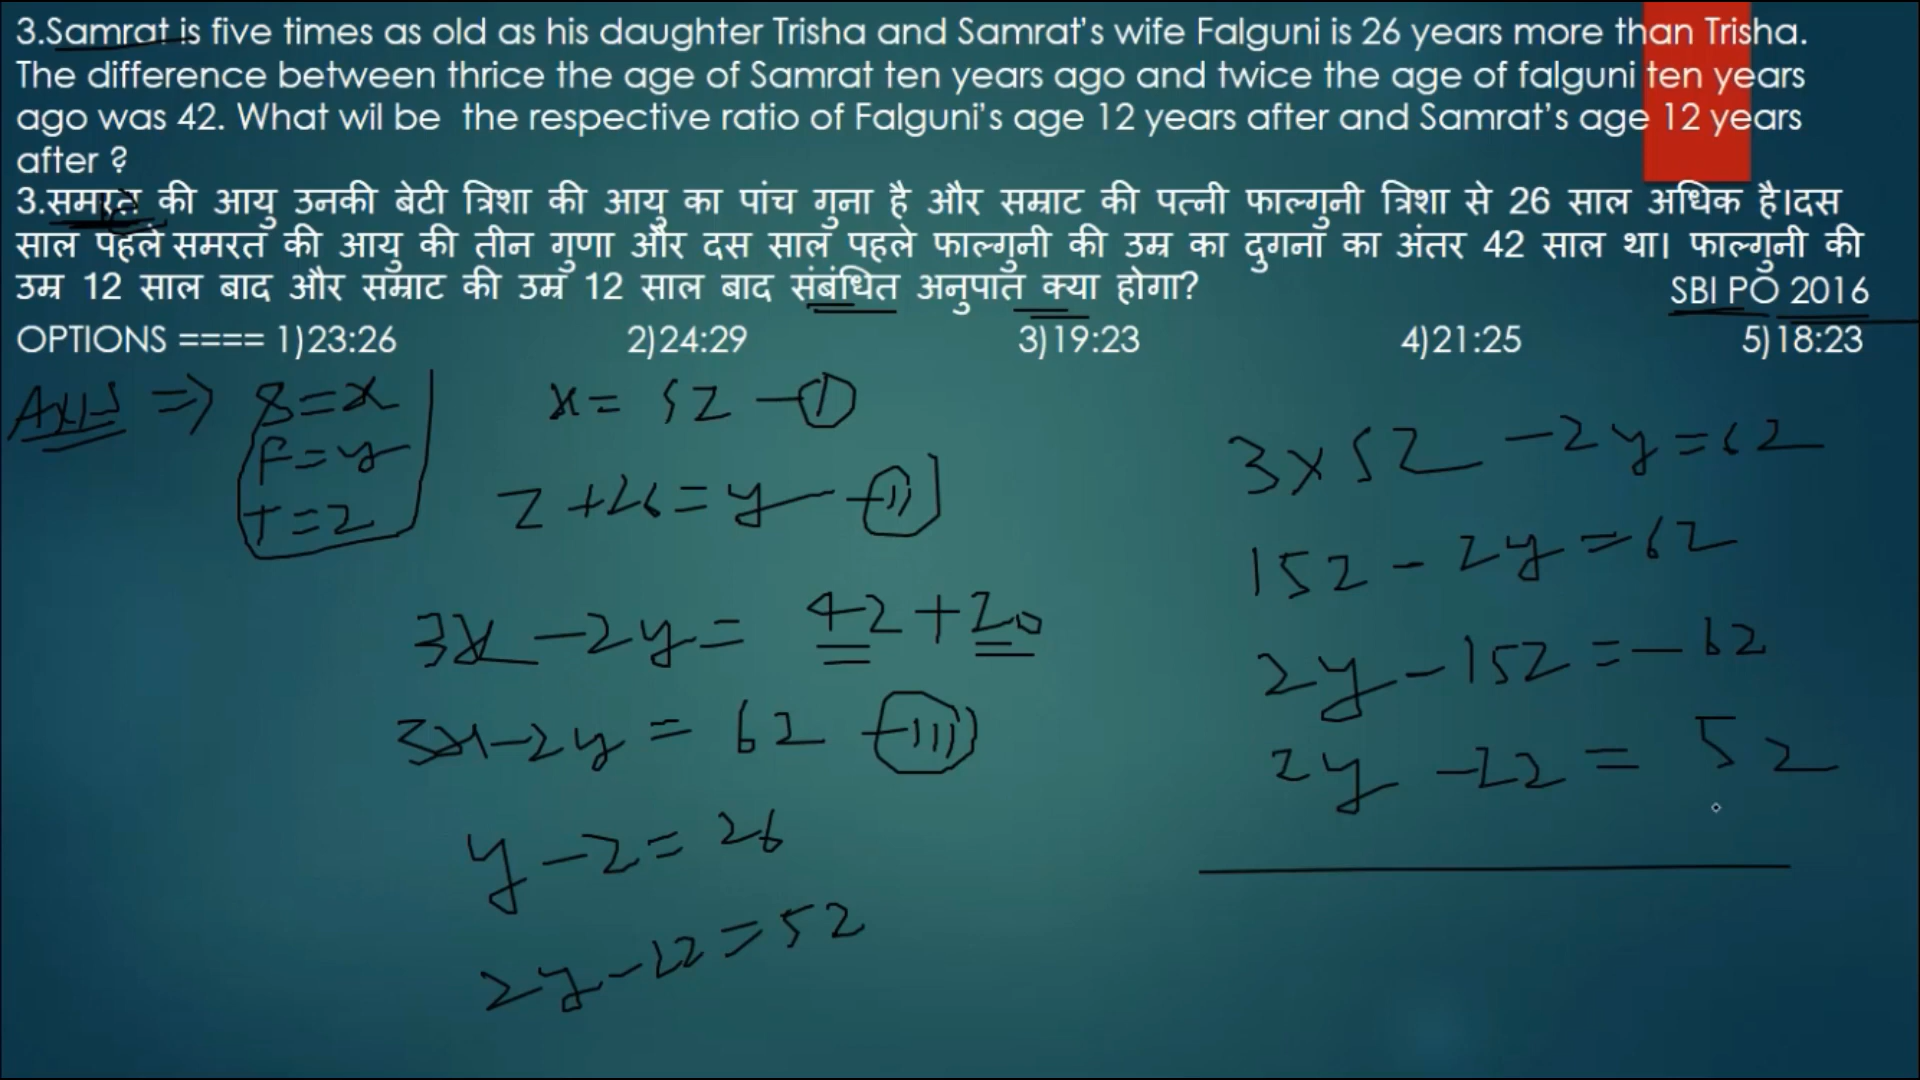 3.Samrat is five times as old as his daughter Trisha and Samrat's wife Falguni is 26 years more than Trisha.
The difference between thrice the age of Samrat ten years ago and twice the age of falguni ten years
ago was 42. What wil be the respective ratio of Falguni's age 12 years after and Samrat's age 12 years
after ?
3.सम्रात की आयु उनकी बेटी त्रिशा की आयु का पांच गुना है और सम्राट की पत्नी फाल्गुनी त्रिशा से 26 साल अधिक है।दस
साल पहले समरत की आयु की तीन गुणा और दस साल पहले फाल्गुनी की उम्र का दुगना का अंतर 42 साल था। फाल्गुनी की
उम्र 12 साल बाद और सम्राट की उम्र 12 साल बाद संबंधित अनुपात क्या होगा?
SBI PO 2016
OPTIONS ==== 1)23:26 2)24:29 3)19:23 4)21:25 5)18:23
⇒ S=x
F=y
T=z
x= 5z —(1)
z+26=y —(11)
3x-2y= 42+20
3x-2y= 62 —(111)
y-z= 26
2y-2z=52
3x5z-2y=62
15z-2y=62
2y-15z=-62
2y-2z= 52